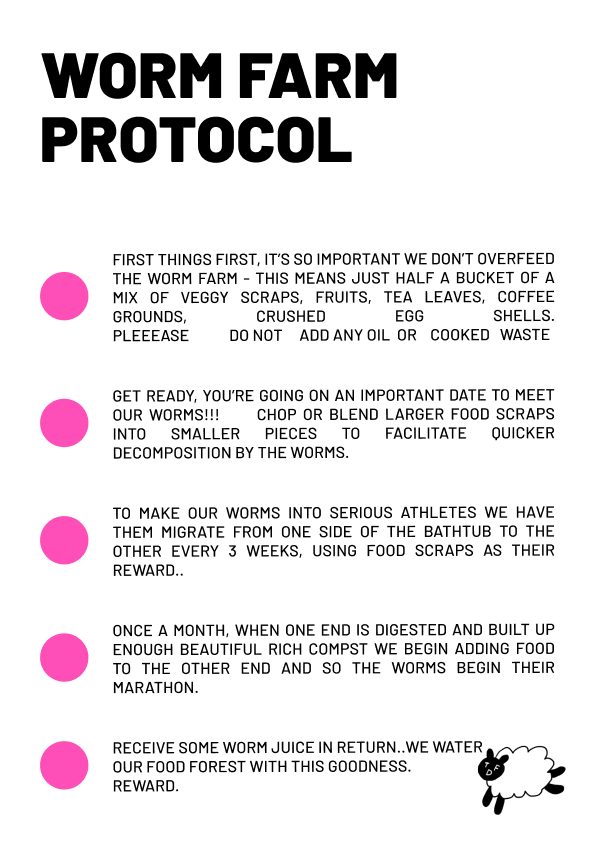 WORM FARM
PROTOCOL
FIRST THINGS FIRST, IT'S SO IMPORTANT WE DON'T OVERFEED
THE WORM FARM - THIS MEANS JUST HALF A BUCKET OF A
MIX OF VEGGY SCRAPS, FRUITS, TEA LEAVES, COFFEE
GROUNDS, CRUSHED EGG SHELLS.
PLEEEASE DO NOT ADD ANY OIL OR COOKED WASTE
GET READY, YOU'RE GOING ON AN IMPORTANT DATE TO MEET
OUR WORMS!!! CHOP OR BLEND LARGER FOOD SCRAPS
INTO SMALLER PIECES TO FACILITATE QUICKER
DECOMPOSITION BY THE WORMS.
TO MAKE OUR WORMS INTO SERIOUS ATHLETES WE HAVE
THEM MIGRATE FROM ONE SIDE OF THE BATHTUB TO THE
OTHER EVERY 3 WEEKS, USING FOOD SCRAPS AS THEIR
REWARD..
ONCE A MONTH, WHEN ONE END IS DIGESTED AND BUILT UP
ENOUGH BEAUTIFUL RICH COMPST WE BEGIN ADDING FOOD
TO THE OTHER END AND SO THE WORMS BEGIN THEIR
MARATHON.
RECEIVE SOME WORM JUICE IN RETURN..WE WATER
OUR FOOD FOREST WITH THIS GOODNESS.
REWARD.
TDF